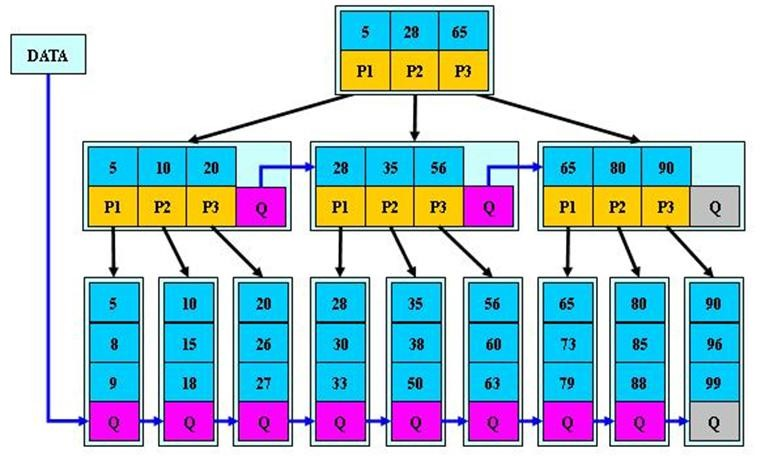 5 28 65
DATA
P1 P2 P3
5 10 20
28 35 56
65 80 90
P1 P2 P3 Q
P1 P2 P3 Q
P1 P2 P3 Q
5 10 20 28 35 56 65 80 90
8 15 26 30 38 60 73 85 96
9 18 27 33 50 63 79 88 99
Q Q Q Q Q Q Q Q Q